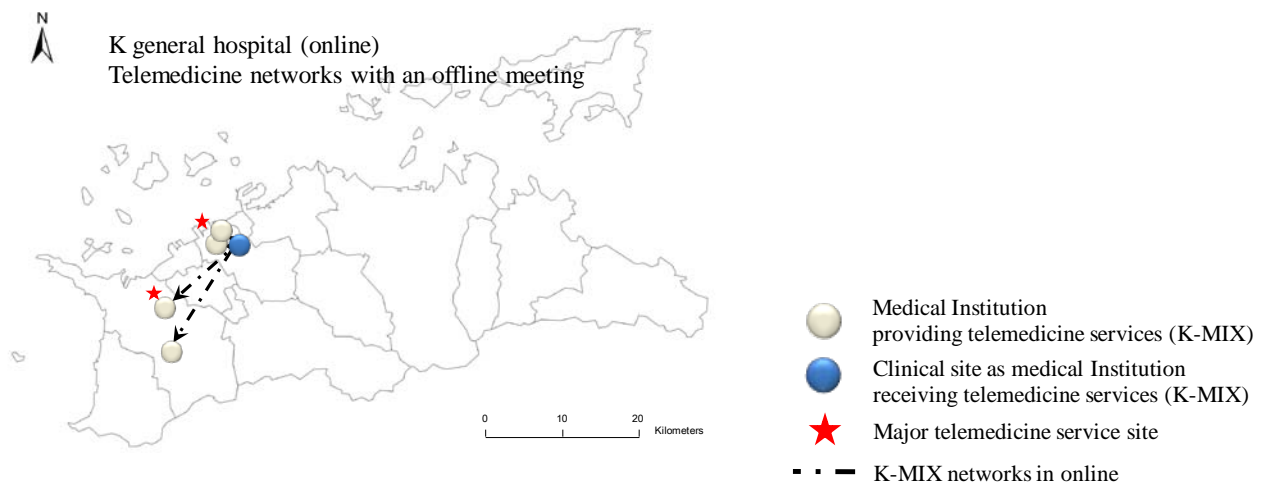 N
K general hospital (online)
Telemedicine networks with an offline meeting
Medical Institution
providing telemedicine services (K-MIX)
Clinical site as medical Institution
receiving telemedicine services (K-MIX)
0 10 20
Kilometers
Major telemedicine service site
K-MIX networks in online